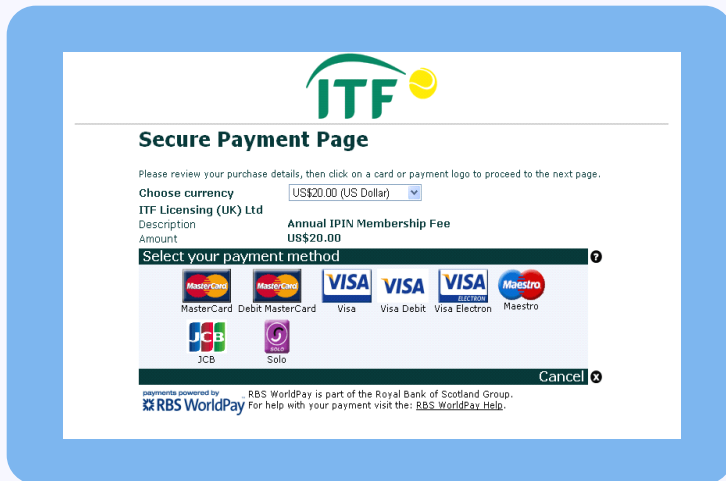 ITF
Secure Payment Page
Please review your purchase details, then click on a card or payment logo to proceed to the next page.
Choose currency US$20.00 (US Dollar)
ITF Licensing (UK) Ltd
Description Annual IPIN Membership Fee
Amount US$20.00
Select your payment method ?
MasterCard MasterCard VISA VISA VISA ELECTRON Maestro
MasterCard Debit MasterCard Visa Visa Debit Visa Electron Maestro
JCB SOLO
JCB Solo
Cancel X
payments powered by RBS WorldPay is part of the Royal Bank of Scotland Group.
RBS WorldPay For help with your payment visit the: RBS WorldPay Help.